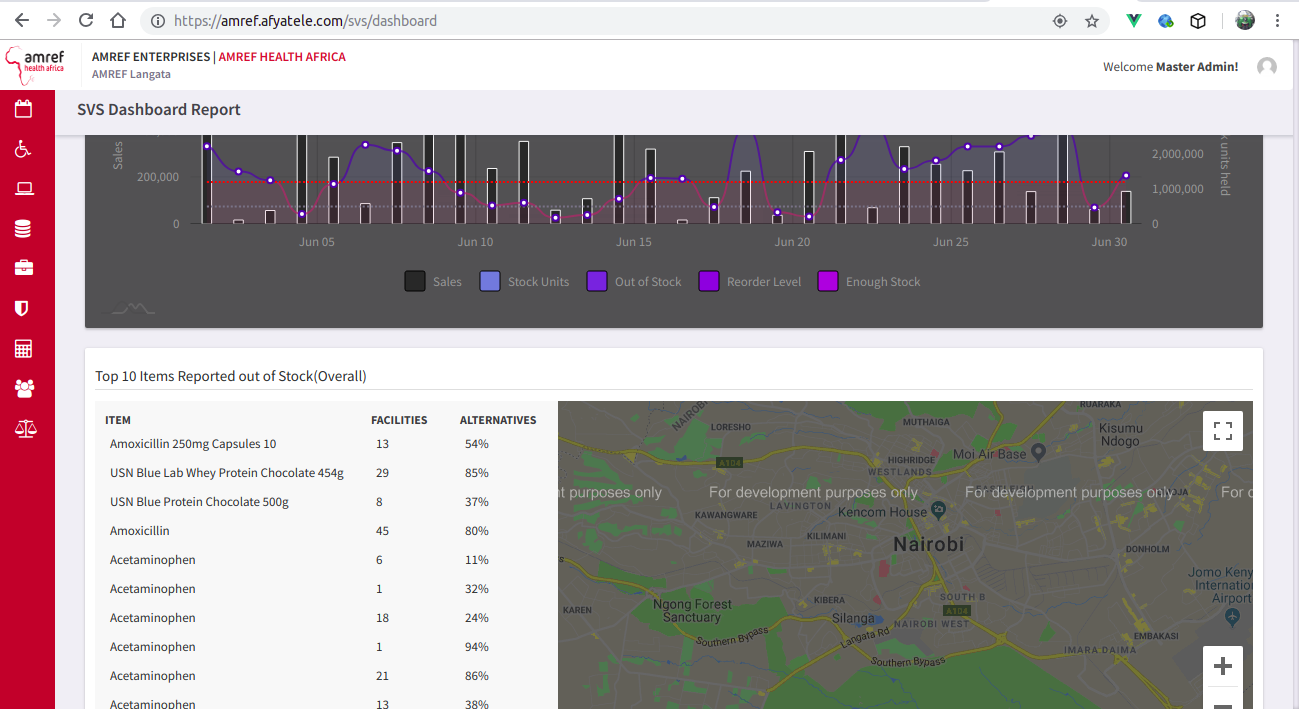 https://amref.afyatele.com/svs/dashboard
amref
health africa
AMREF ENTERPRISES | AMREF HEALTH AFRICA
AMREF Langata
Welcome Master Admin!
SVS Dashboard Report
Sales
200,000
0
2,000,000
1,000,000
0
units held
Jun 05
Jun 10
Jun 15
Jun 20
Jun 25
Jun 30
Sales
Stock Units
Out of Stock
Reorder Level
Enough Stock
Top 10 Items Reported out of Stock(Overall)
ITEM FACILITIES ALTERNATIVES
Amoxicillin 250mg Capsules 10 13 54%
USN Blue Lab Whey Protein Chocolate 454g 29 85%
USN Blue Protein Chocolate 500g 8 37%
Amoxicillin 45 80%
Acetaminophen 6 11%
Acetaminophen 1 32%
Acetaminophen 18 24%
Acetaminophen 1 94%
Acetaminophen 21 86%
Acetaminophen 13 38%
RUARAKA
NAIROBI
LORESHO
MUTHAIGA
Kisumu
Ndogo
Moi Air Base
HIGHRIDGE
WESTLANDS
A104
EASTLEIGH
t purposes only
For development purposes only
For development purposes only
For
LAVINGTON
KAWANGWARE
Kencom House
KILIMANI
MAZIWA
Nairobi
DONHOLM
Jomo Keny
Internatio
Airport
SOUTH B
KIBERA
KAREN
Ngong Forest
Sanctuary
A104
Silanga
NAIROBI WEST
Langata Rd
Southern Bypass
EMBAKASI
IMARA DAIMA
Southern Bypass